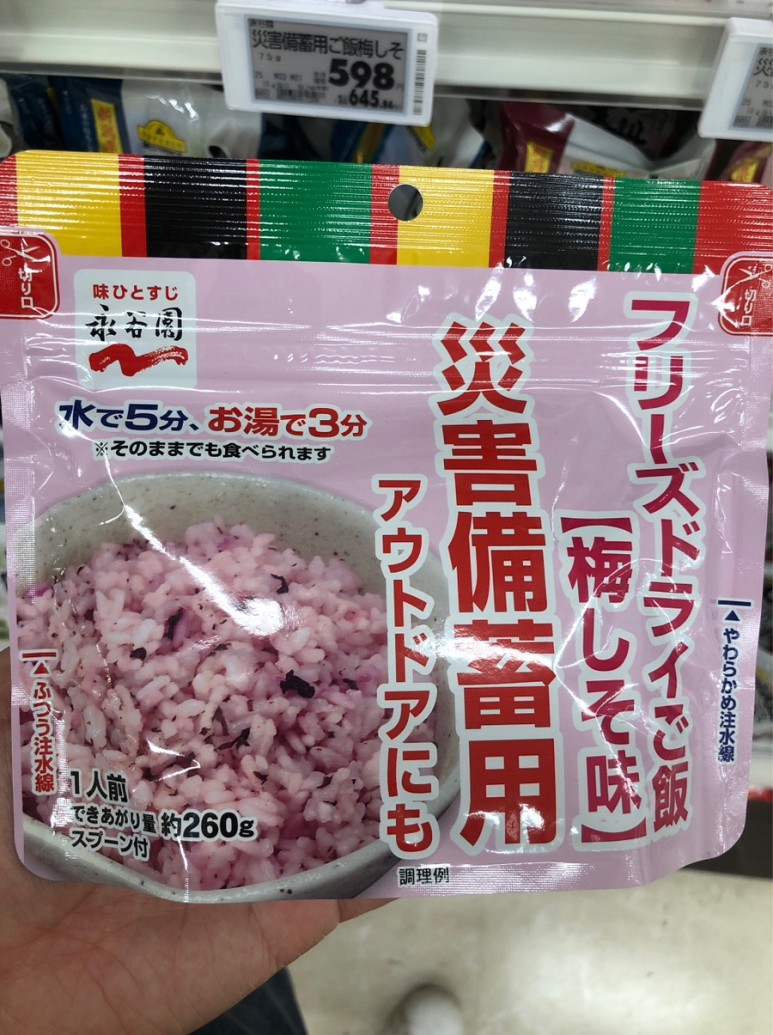 災害備蓄用ご飯梅しそ
75g
598
645.84
切り口
切り口
味ひとすじ
永谷園
水で5分、お湯で3分
※そのままでも食べられます
フリーズドライご飯
【梅しそ味】
災害備蓄用
アウトドアにも
▲やわらかめ注水線
▲ふつう注水線
1人前
できあがり量 約260g
スプーン付
調理例